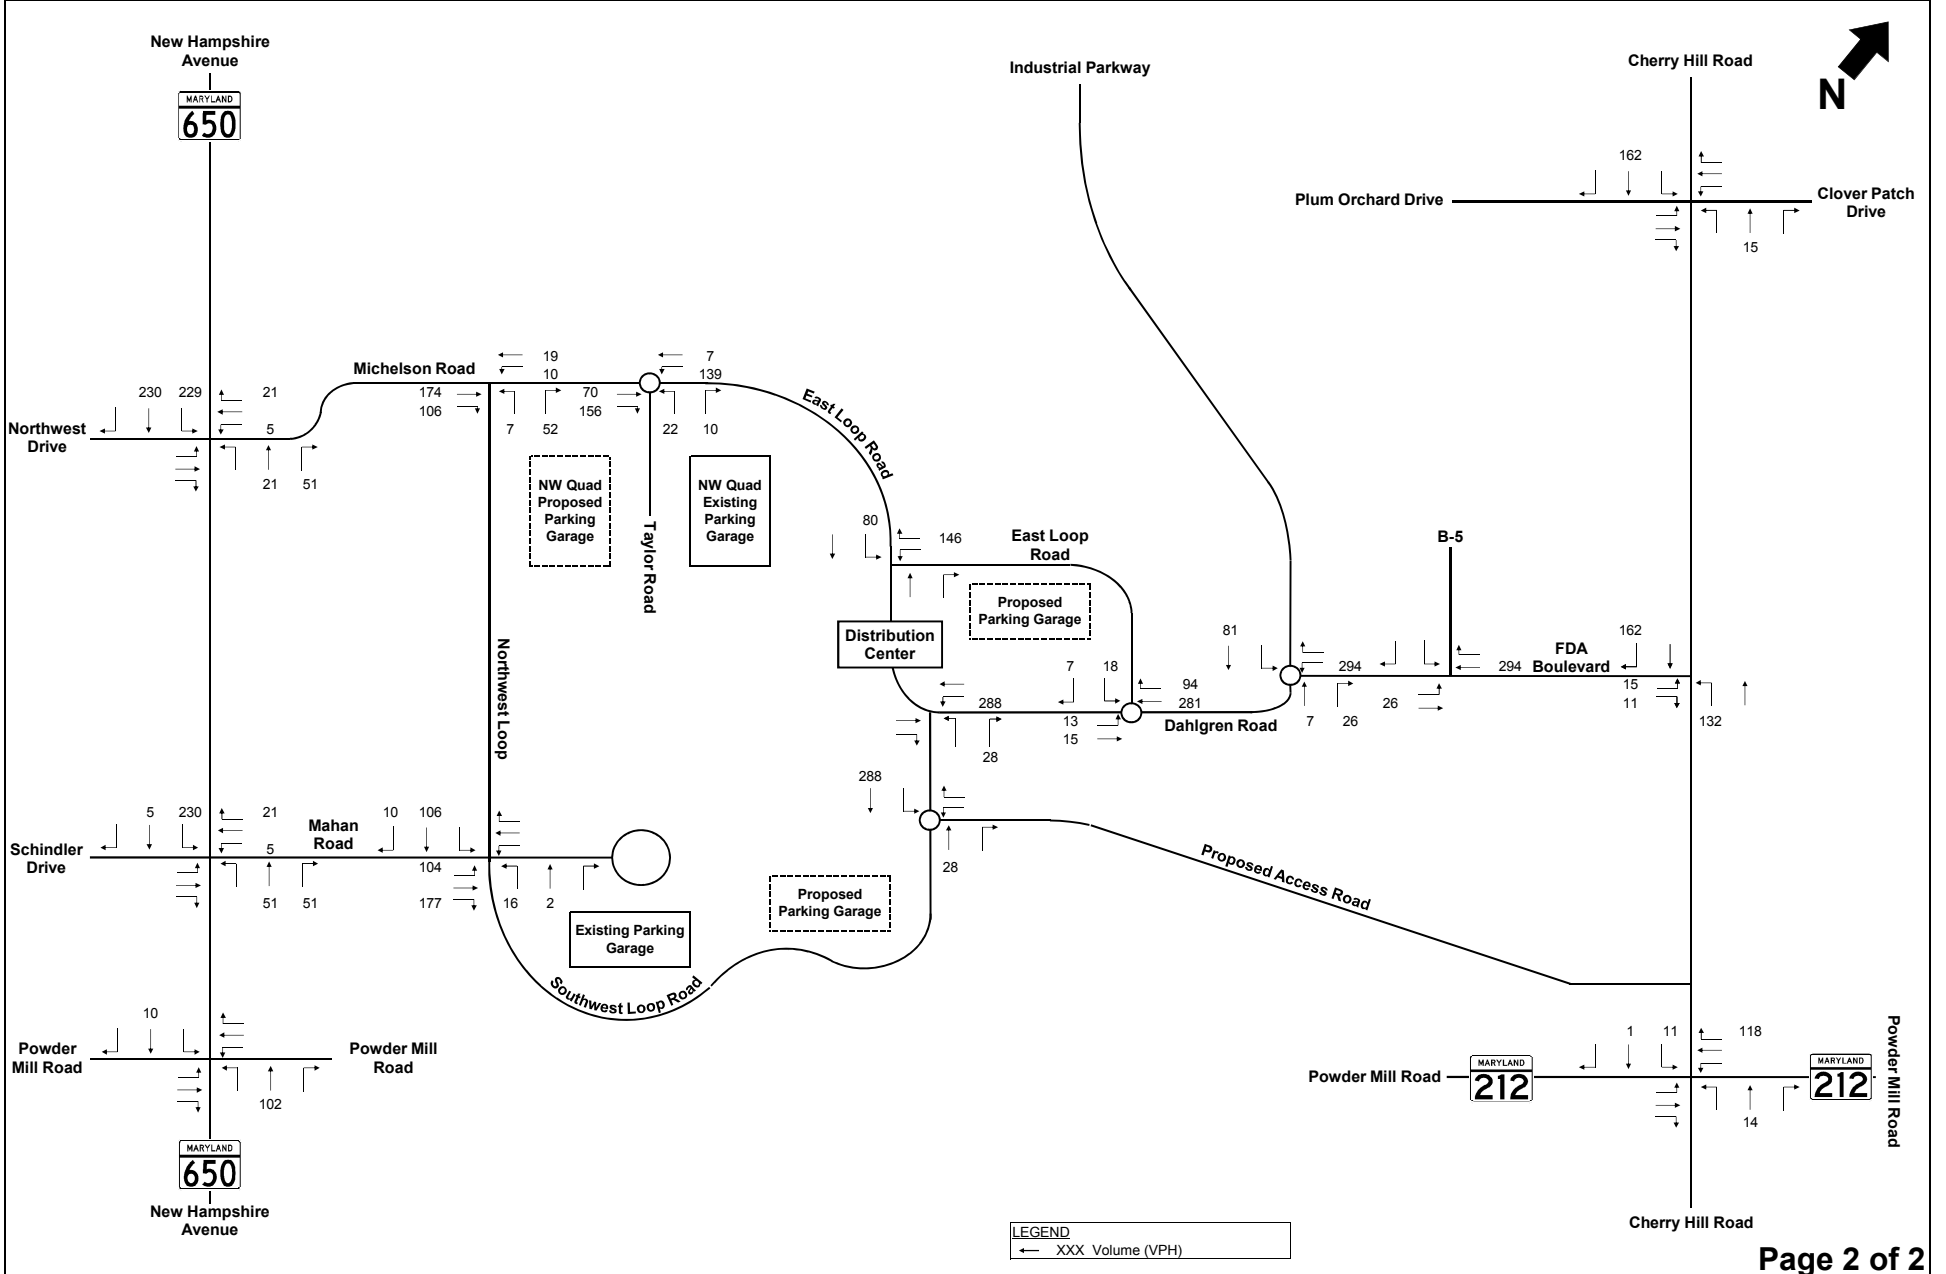 New Hampshire
Avenue
MARYLAND
650
Industrial Parkway
Cherry Hill Road
N
162
Plum Orchard Drive
Clover Patch
Drive
15
Michelson Road
19
10
7
139
174
106
70
156
7
52
22
10
230
229
21
5
Northwest
Drive
21
51
East Loop Road
NW Quad
Proposed
Parking
Garage
NW Quad
Existing
Parking
Garage
Taylor Road
80
146
East Loop
Road
B-5
Proposed
Parking Garage
Distribution
Center
Northwest Loop
7
18
94
281
288
13
15
28
Dahlgren Road
81
294
7
26
26
294
FDA
Boulevard
162
15
11
132
288
28
5
230
21
5
Mahan
Road
10
106
Schindler
Drive
51
51
104
177
16
2
Existing Parking
Garage
Proposed
Parking Garage
Southwest Loop Road
Proposed Access Road
10
Powder
Mill Road
Powder Mill
Road
102
MARYLAND
650
New Hampshire
Avenue
1
11
118
Powder Mill Road
MARYLAND
212
MARYLAND
212
Powder Mill Road
14
Cherry Hill Road
LEGEND
XXX Volume (VPH)
Page 2 of 2